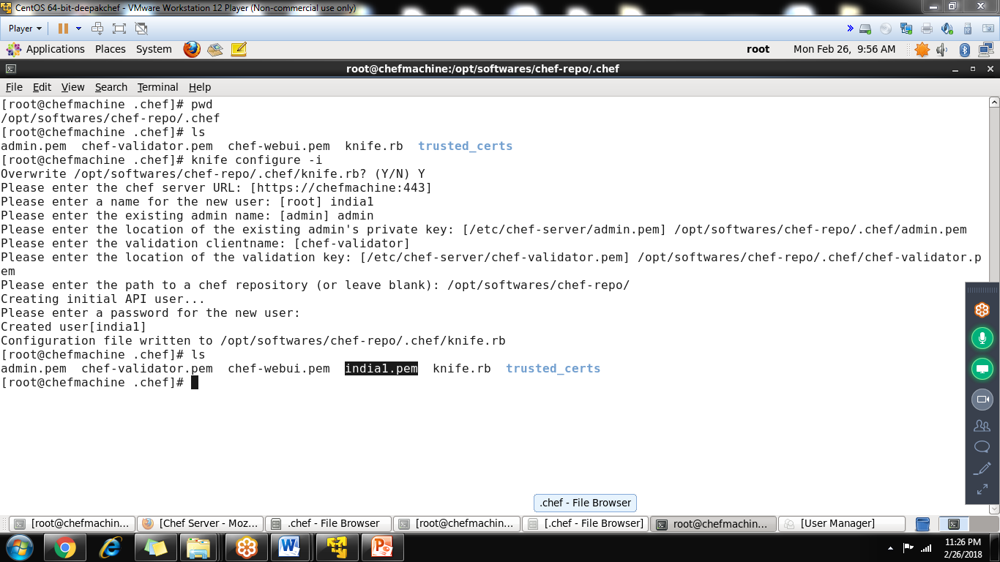 CentOS 64-bit-deepakchef - VMware Workstation 12 Player (Non-commercial use only)
Player
Applications Places System root Mon Feb 26, 9:56 AM
root@chefmachine:/opt/softwares/chef-repo/.chef
File Edit View Search Terminal Help
[root@chefmachine .chef]# pwd
/opt/softwares/chef-repo/.chef
[root@chefmachine .chef]# ls
admin.pem chef-validator.pem chef-webui.pem knife.rb trusted_certs
[root@chefmachine .chef]# knife configure -i
Overwrite /opt/softwares/chef-repo/.chef/knife.rb? (Y/N) Y
Please enter the chef server URL: [https://chefmachine:443]
Please enter a name for the new user: [root] india1
Please enter the existing admin name: [admin] admin
Please enter the location of the existing admin's private key: [/etc/chef-server/admin.pem] /opt/softwares/chef-repo/.chef/admin.pem
Please enter the validation clientname: [chef-validator]
Please enter the location of the validation key: [/etc/chef-server/chef-validator.pem] /opt/softwares/chef-repo/.chef/chef-validator.p
em
Please enter the path to a chef repository (or leave blank): /opt/softwares/chef-repo/
Creating initial API user...
Please enter a password for the new user:
Created user[india1]
Configuration file written to /opt/softwares/chef-repo/.chef/knife.rb
[root@chefmachine .chef]# ls
admin.pem chef-validator.pem chef-webui.pem india1.pem knife.rb trusted_certs
[root@chefmachine .chef]#
.chef - File Browser
[root@chefmachin... [Chef Server - Moz... .chef - File Browser [root@chefmachin... [.chef - File Browser] root@chefmachin... [User Manager]
11:26 PM
2/26/2018